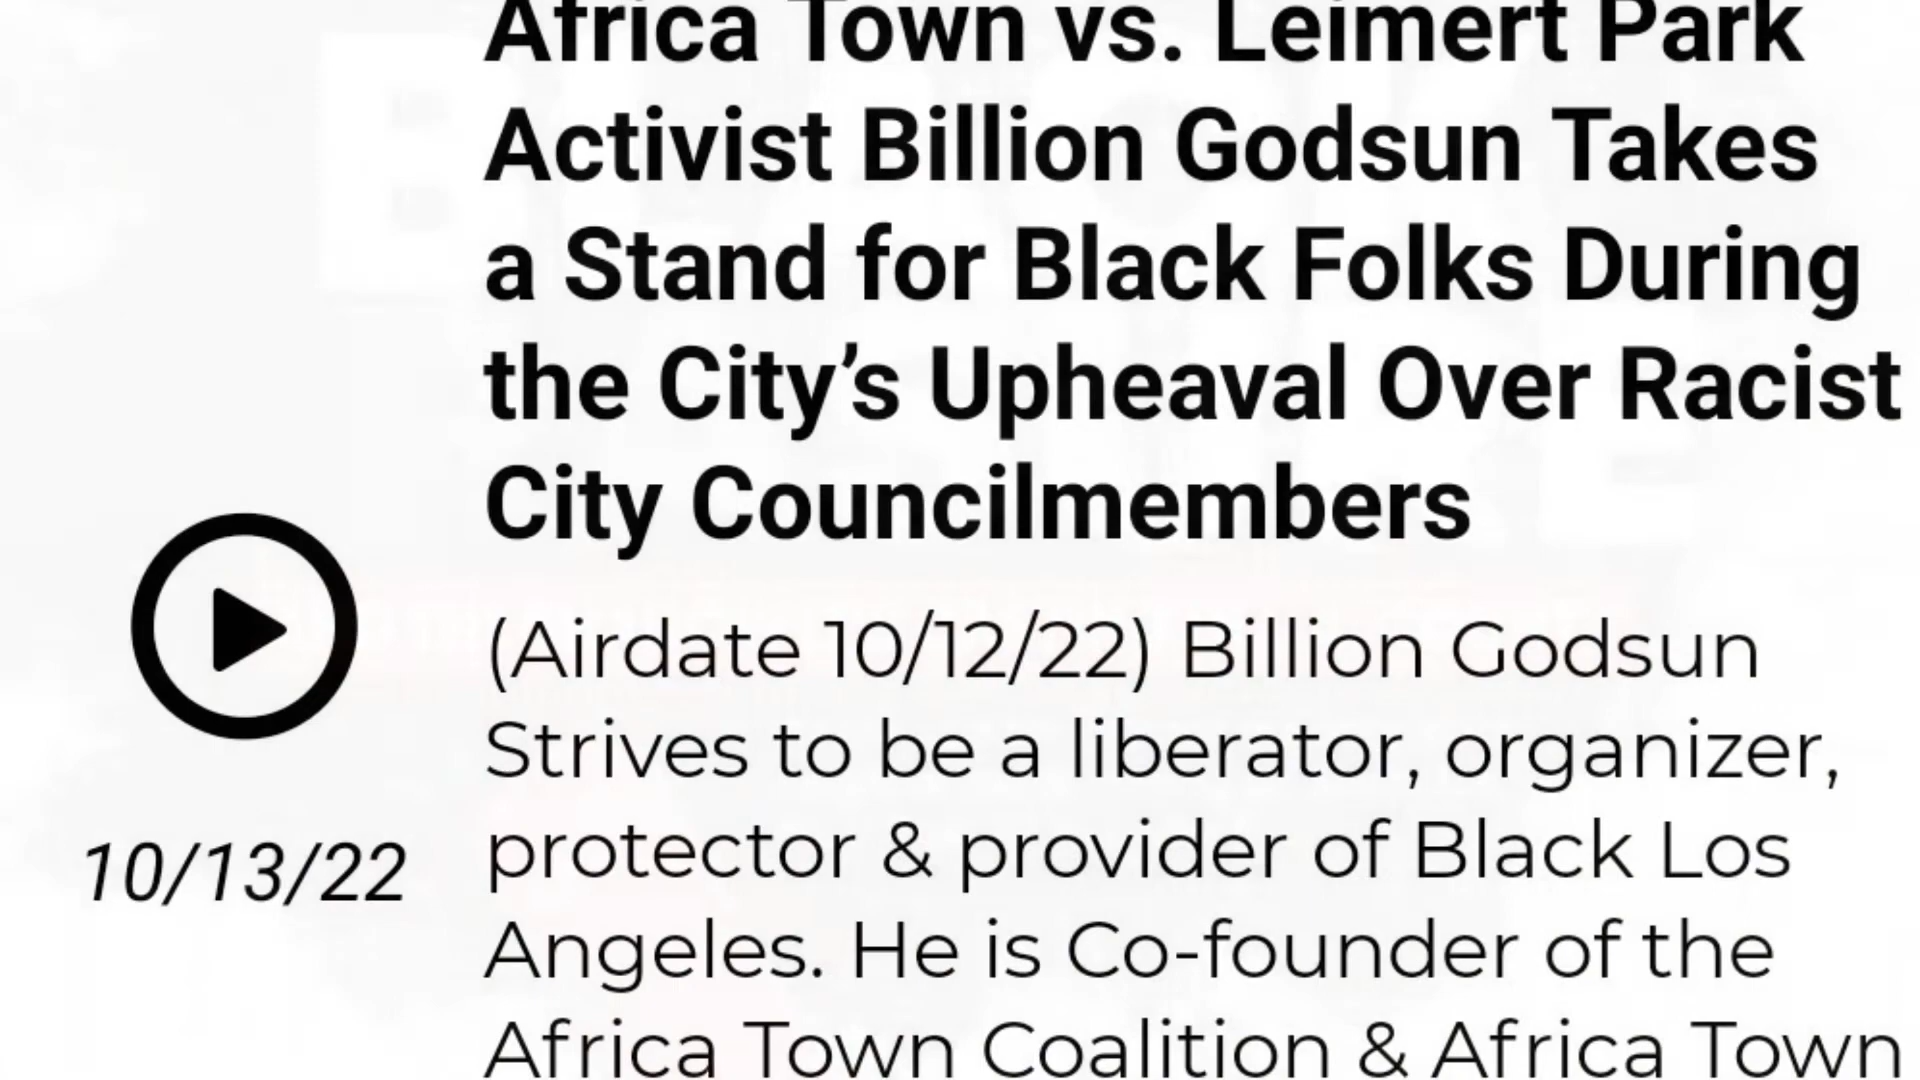 Africa Town vs. Leimert Park
Activist Billion Godsun Takes
a Stand for Black Folks During
the City’s Upheaval Over Racist
City Councilmembers
(Airdate 10/12/22) Billion Godsun
Strives to be a liberator, organizer,
protector & provider of Black Los
Angeles. He is Co-founder of the
Africa Town Coalition & Africa Town
10/13/22